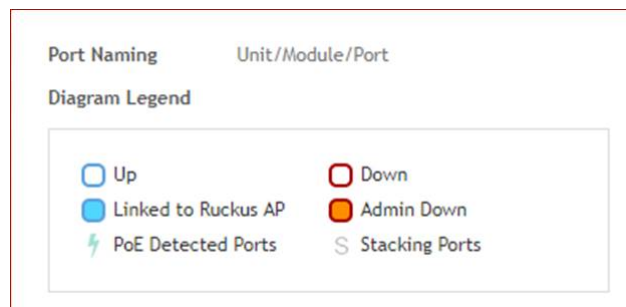 Port Naming Unit/Module/Port
Diagram Legend
Up Down
Linked to Ruckus AP Admin Down
PoE Detected Ports S Stacking Ports